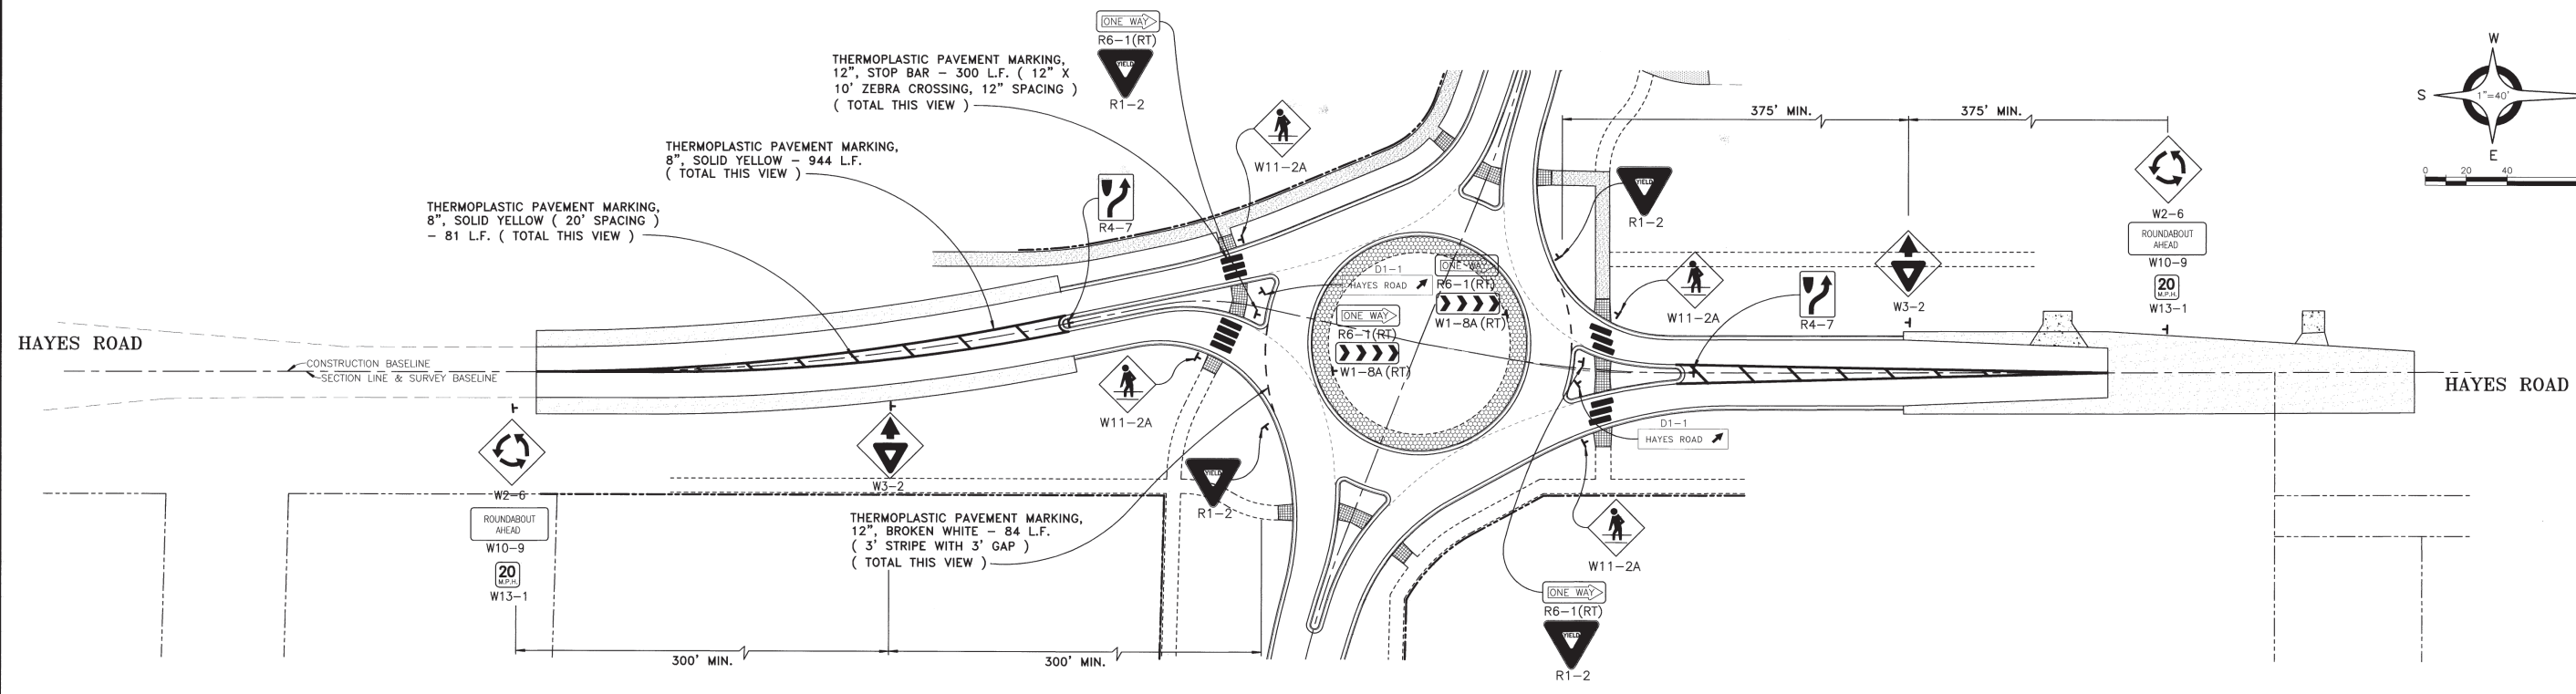 ONE WAY
R6-1(RT)
YIELD
R1-2
THERMOPLASTIC PAVEMENT MARKING,
12", STOP BAR - 300 L.F. ( 12" X
10' ZEBRA CROSSING, 12" SPACING )
( TOTAL THIS VIEW )
THERMOPLASTIC PAVEMENT MARKING,
8", SOLID YELLOW - 944 L.F.
( TOTAL THIS VIEW )
THERMOPLASTIC PAVEMENT MARKING,
8", SOLID YELLOW ( 20' SPACING )
- 81 L.F. ( TOTAL THIS VIEW )
W11-2A
R4-7
375' MIN.
375' MIN.
W
S
1"=40'
E
0 20 40
YIELD
R1-2
W2-6
ROUNDABOUT
AHEAD
W10-9
20
M.P.H.
W13-1
W3-2
W11-2A
R4-7
D1-1
HAYES ROAD
ONE WAY
R6-1(RT)
W1-8A(RT)
ONE WAY
R6-1(RT)
W1-8A(RT)
HAYES ROAD
CONSTRUCTION BASELINE
SECTION LINE & SURVEY BASELINE
HAYES ROAD
W11-2A
D1-1
HAYES ROAD
W2-6
ROUNDABOUT
AHEAD
W10-9
20
M.P.H.
W13-1
W3-2
YIELD
R1-2
THERMOPLASTIC PAVEMENT MARKING,
12", BROKEN WHITE - 84 L.F.
( 3' STRIPE WITH 3' GAP )
( TOTAL THIS VIEW )
W11-2A
ONE WAY
R6-1(RT)
YIELD
R1-2
300' MIN.
300' MIN.